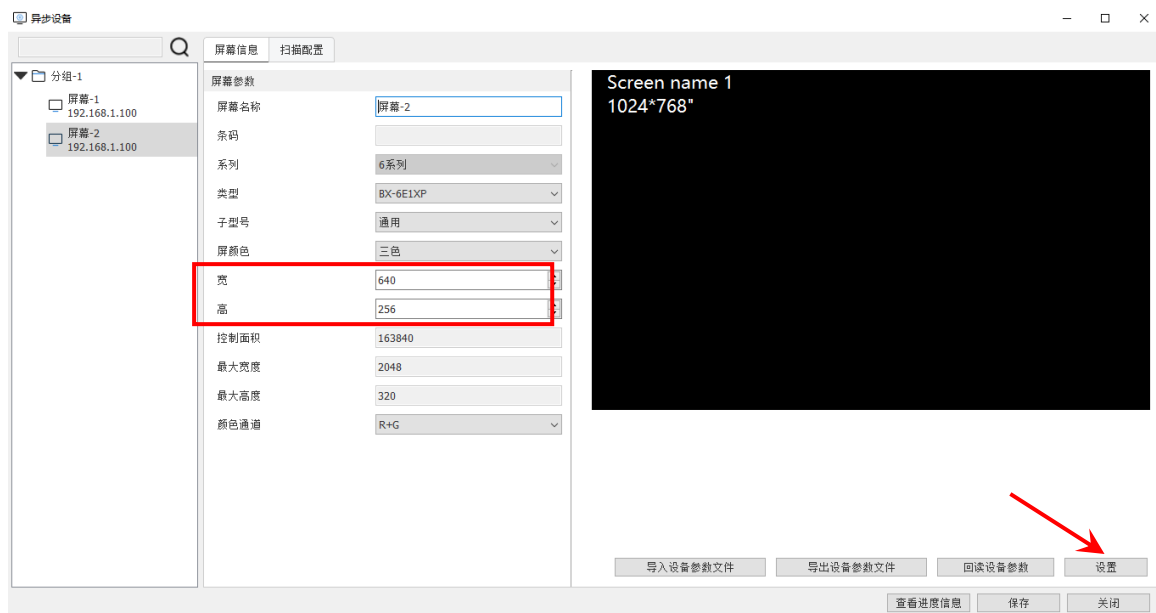 异步设备
屏幕信息 扫描配置
分组-1
屏幕-1
192.168.1.100
屏幕-2
192.168.1.100
屏幕参数
屏幕名称 屏幕-2
条码
系列 6系列
类型 BX-6E1XP
子型号 通用
屏颜色 三色
宽 640
高 256
控制面积 163840
最大宽度 2048
最大高度 320
颜色通道 R+G
Screen name 1
1024*768"
导入设备参数文件 导出设备参数文件 回读设备参数 设置
查看进度信息 保存 关闭